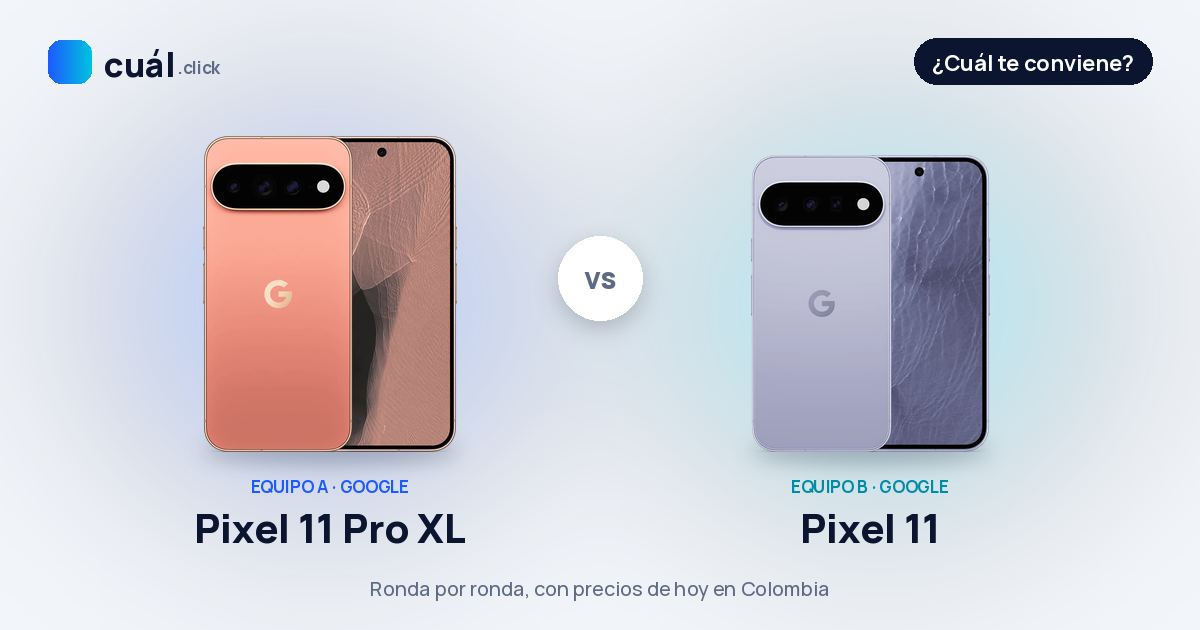 cuál.click
¿Cuál te conviene?
G
G
vs
EQUIPO A · GOOGLE
Pixel 11 Pro XL
EQUIPO B · GOOGLE
Pixel 11
Ronda por ronda, con precios de hoy en Colombia